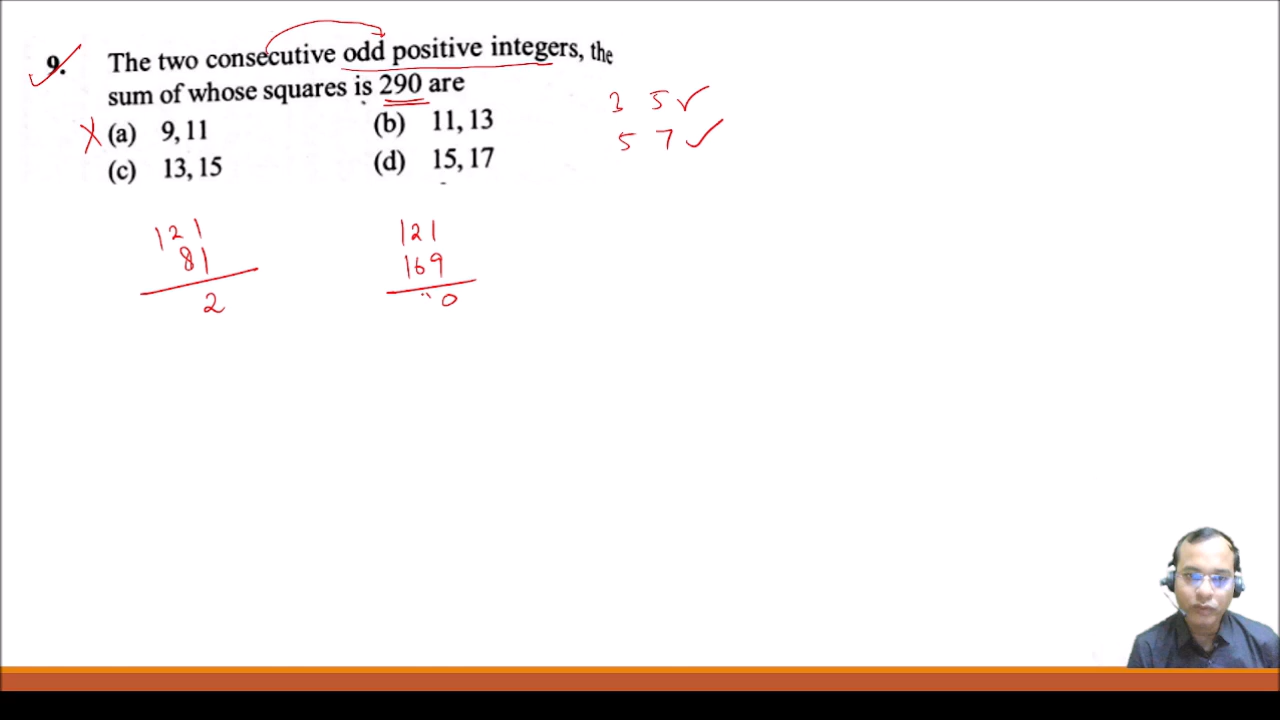 9. The two consecutive odd positive integers, the
sum of whose squares is 290 are
(a) 9, 11 (b) 11, 13
(c) 13, 15 (d) 15, 17
3 5 ✓
5 7 ✓
121
81
2
121
169
0